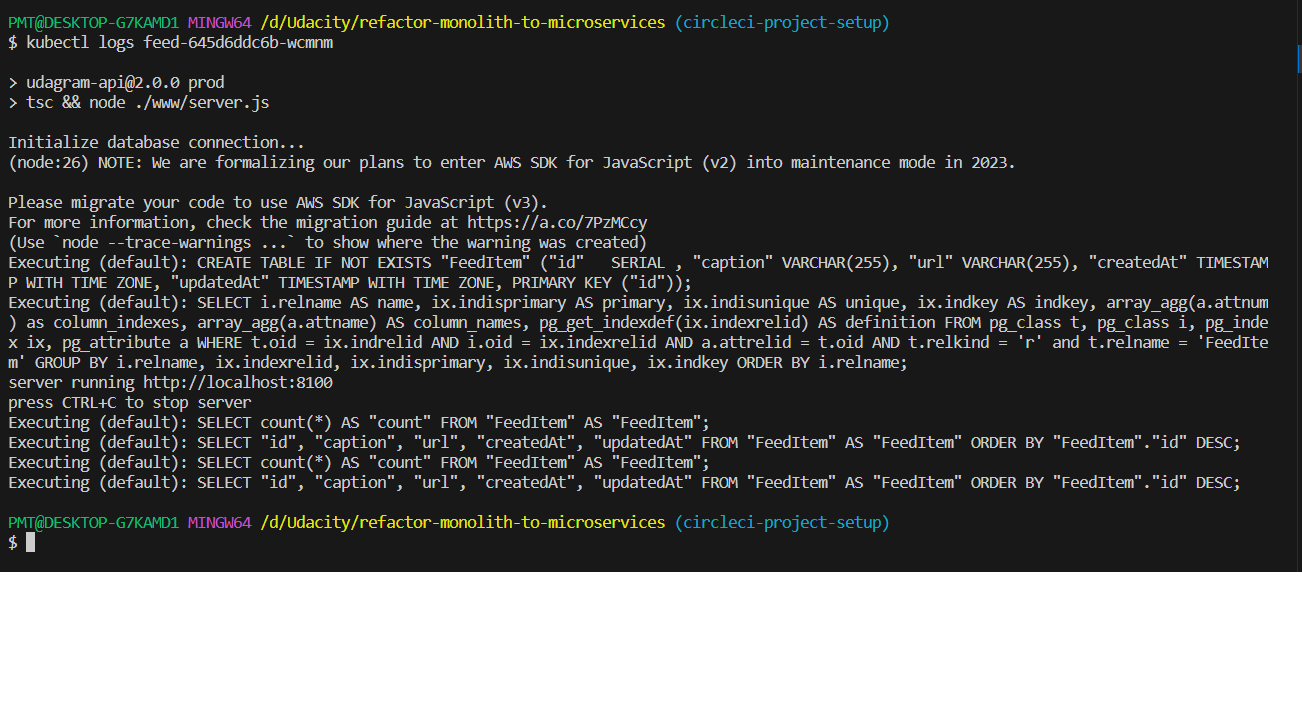 PMT@DESKTOP-G7KAMD1 MINGW64 /d/Udacity/refactor-monolith-to-microservices (circleci-project-setup)
$ kubectl logs feed-645d6ddc6b-wcmnm
> udagram-api@2.0.0 prod
> tsc && node ./www/server.js
Initialize database connection...
(node:26) NOTE: We are formalizing our plans to enter AWS SDK for JavaScript (v2) into maintenance mode in 2023.
Please migrate your code to use AWS SDK for JavaScript (v3).
For more information, check the migration guide at https://a.co/7PzMCcy
(Use `node --trace-warnings ...` to show where the warning was created)
Executing (default): CREATE TABLE IF NOT EXISTS "FeedItem" ("id"   SERIAL , "caption" VARCHAR(255), "url" VARCHAR(255), "createdAt" TIMESTAM
P WITH TIME ZONE, "updatedAt" TIMESTAMP WITH TIME ZONE, PRIMARY KEY ("id"));
Executing (default): SELECT i.relname AS name, ix.indisprimary AS primary, ix.indisunique AS unique, ix.indkey AS indkey, array_agg(a.attnum
) as column_indexes, array_agg(a.attname) AS column_names, pg_get_indexdef(ix.indexrelid) AS definition FROM pg_class t, pg_class i, pg_inde
x ix, pg_attribute a WHERE t.oid = ix.indrelid AND i.oid = ix.indexrelid AND a.attrelid = t.oid AND t.relkind = 'r' and t.relname = 'FeedIte
m' GROUP BY i.relname, ix.indexrelid, ix.indisprimary, ix.indisunique, ix.indkey ORDER BY i.relname;
server running http://localhost:8100
press CTRL+C to stop server
Executing (default): SELECT count(*) AS "count" FROM "FeedItem" AS "FeedItem";
Executing (default): SELECT "id", "caption", "url", "createdAt", "updatedAt" FROM "FeedItem" AS "FeedItem" ORDER BY "FeedItem"."id" DESC;
Executing (default): SELECT count(*) AS "count" FROM "FeedItem" AS "FeedItem";
Executing (default): SELECT "id", "caption", "url", "createdAt", "updatedAt" FROM "FeedItem" AS "FeedItem" ORDER BY "FeedItem"."id" DESC;
PMT@DESKTOP-G7KAMD1 MINGW64 /d/Udacity/refactor-monolith-to-microservices (circleci-project-setup)
$